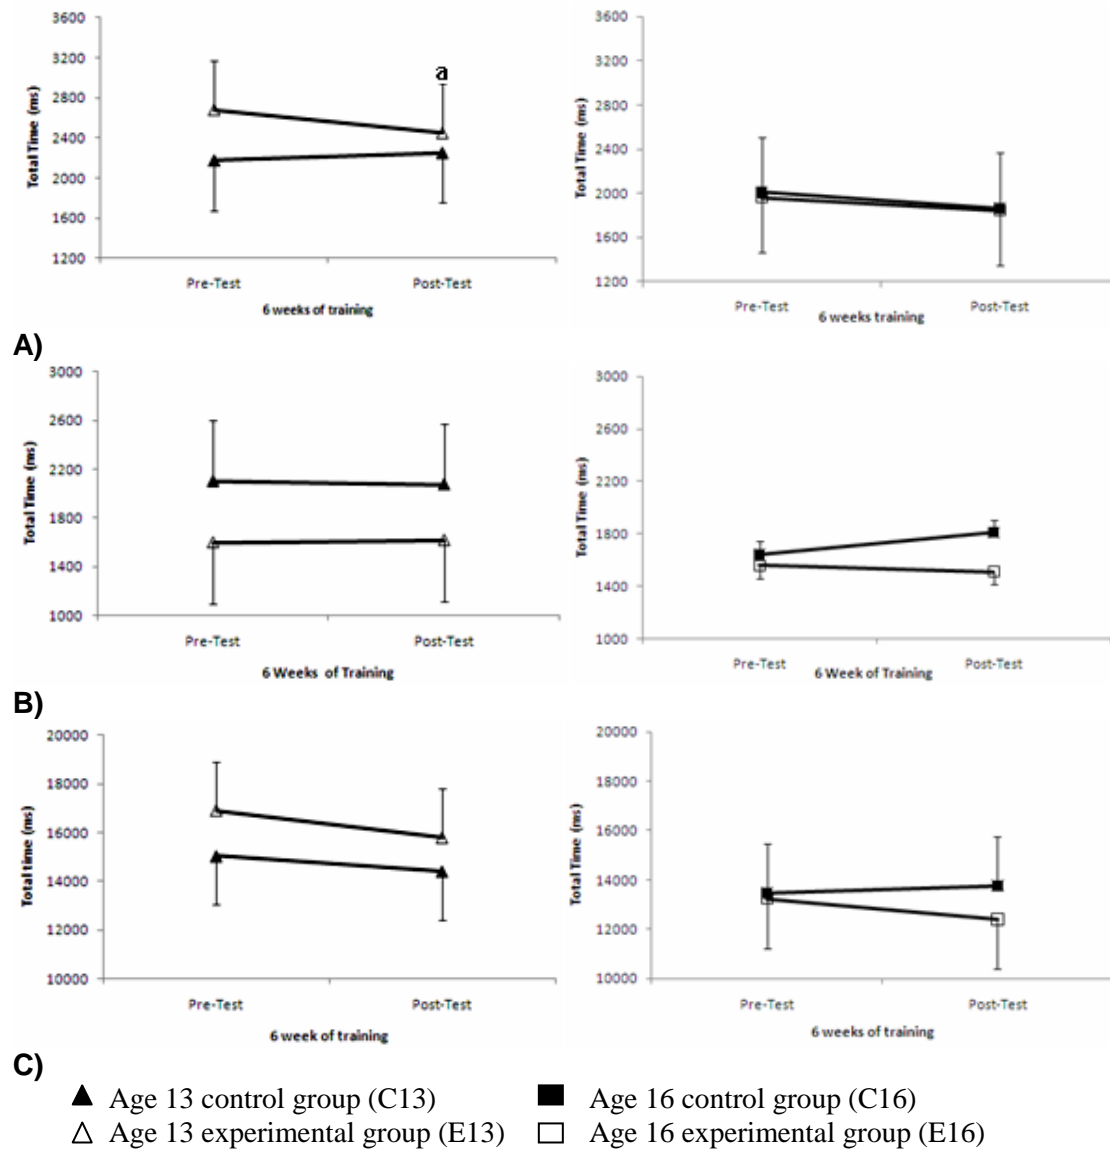 3600
3200
2800
2400
2000
1600
1200
Total Time (ms)
a
Pre-Test Post-Test
6 weeks of training
3600
3200
2800
2400
2000
1600
1200
Total Time (ms)
Pre-Test Post-Test
6 weeks training
A)
3000
2600
2200
1800
1400
1000
Total Time (ms)
Pre-Test Post-Test
6 Weeks of Training
3000
2600
2200
1800
1400
1000
Total Time (ms)
Pre-Test Post-Test
6 Week of Training
B)
20000
18000
16000
14000
12000
10000
Total time (ms)
Pre-Test Post-Test
6 week of training
20000
18000
16000
14000
12000
10000
Total Time (ms)
Pre-Test Post-Test
6 weeks of training
C)
Age 13 control group (C13) Age 16 control group (C16)
Age 13 experimental group (E13) Age 16 experimental group (E16)